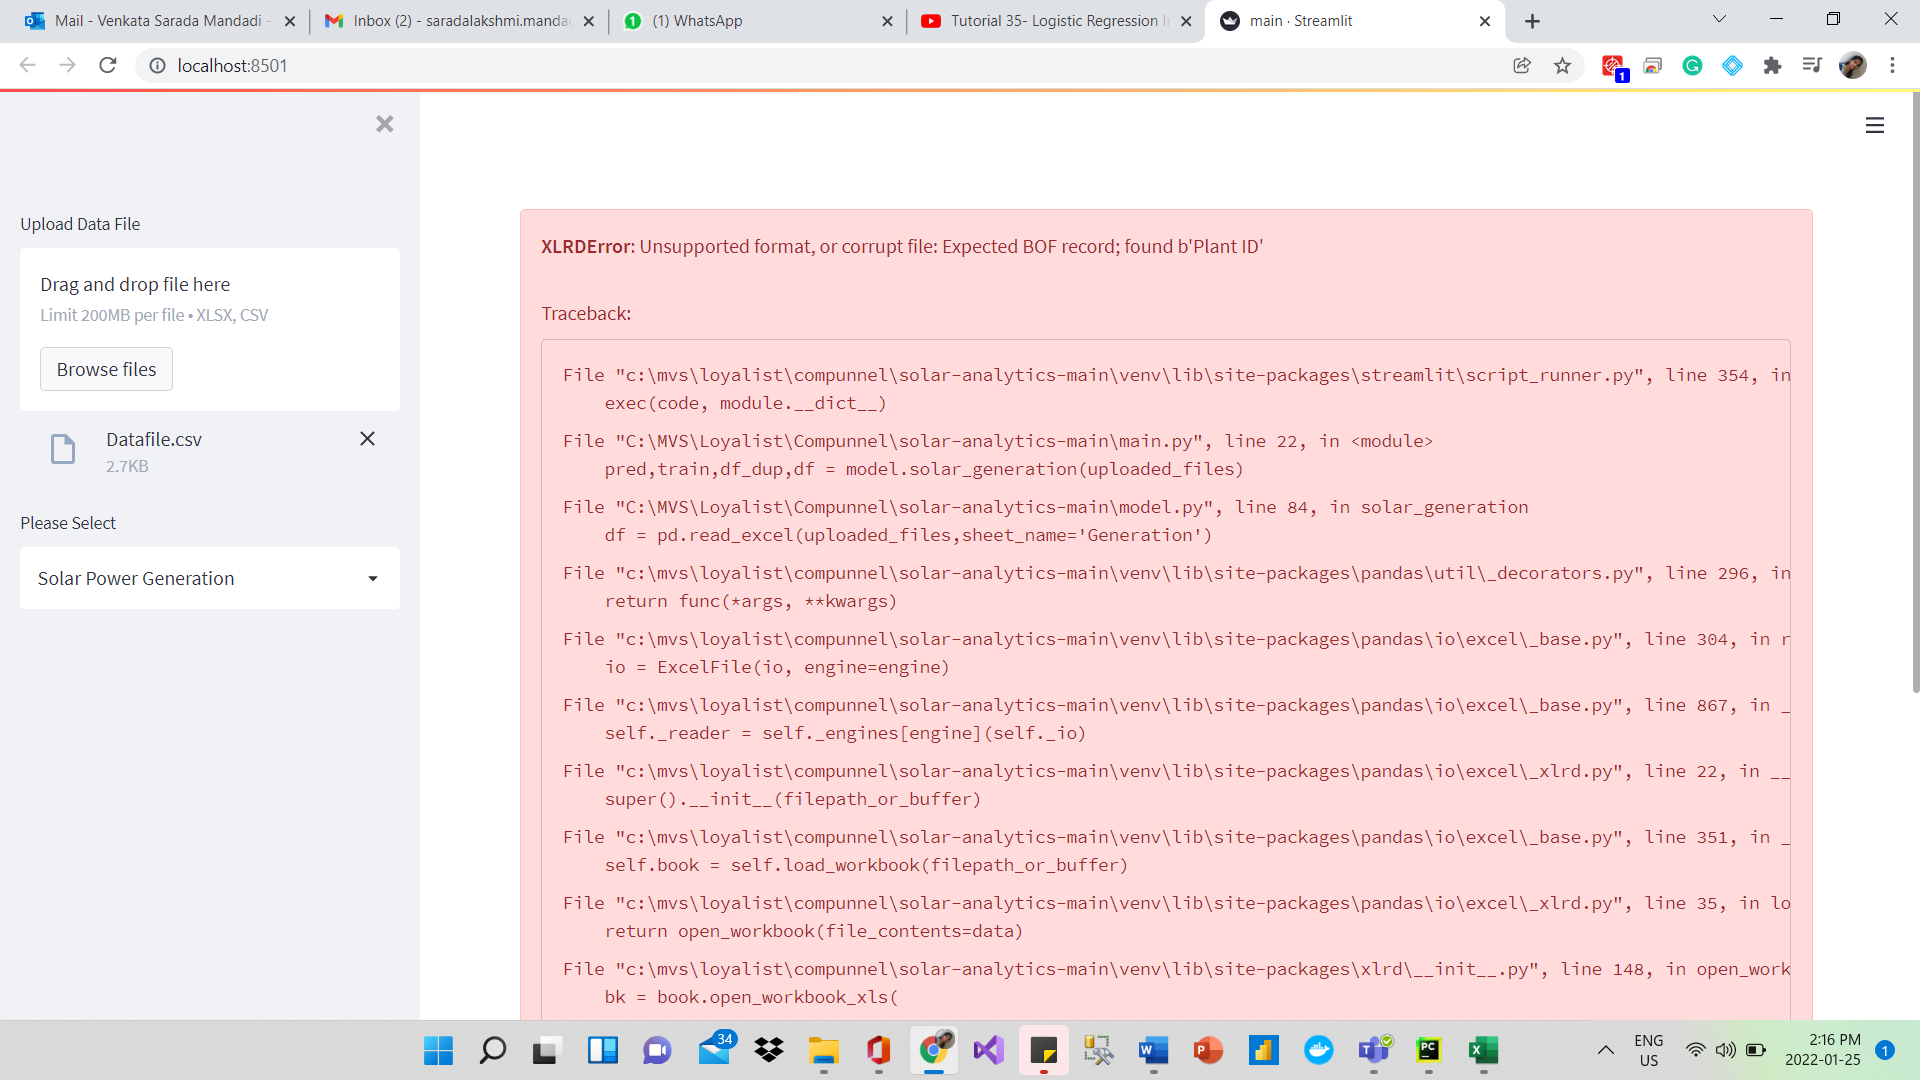 Mail - Venkata Sarada Mandadi -
Inbox (2) - saradalakshmi.manda
(1) WhatsApp
Tutorial 35- Logistic Regression I
main · Streamlit
localhost:8501
1
Upload Data File
Drag and drop file here
Limit 200MB per file • XLSX, CSV
Browse files
Datafile.csv
2.7KB
Please Select
Solar Power Generation
XLRDError: Unsupported format, or corrupt file: Expected BOF record; found b'Plant ID'
Traceback:
File "c:\mvs\loyalist\compunnel\solar-analytics-main\venv\lib\site-packages\streamlit\script_runner.py", line 354, in
exec(code, module.__dict__)
File "C:\MVS\Loyalist\Compunnel\solar-analytics-main\main.py", line 22, in <module>
pred,train,df_dup,df = model.solar_generation(uploaded_files)
File "C:\MVS\Loyalist\Compunnel\solar-analytics-main\model.py", line 84, in solar_generation
df = pd.read_excel(uploaded_files,sheet_name='Generation')
File "c:\mvs\loyalist\compunnel\solar-analytics-main\venv\lib\site-packages\pandas\util\_decorators.py", line 296, in
return func(*args, **kwargs)
File "c:\mvs\loyalist\compunnel\solar-analytics-main\venv\lib\site-packages\pandas\io\excel\_base.py", line 304, in r
io = ExcelFile(io, engine=engine)
File "c:\mvs\loyalist\compunnel\solar-analytics-main\venv\lib\site-packages\pandas\io\excel\_base.py", line 867, in _
self._reader = self._engines[engine](self._io)
File "c:\mvs\loyalist\compunnel\solar-analytics-main\venv\lib\site-packages\pandas\io\excel\_xlrd.py", line 22, in __
super().__init__(filepath_or_buffer)
File "c:\mvs\loyalist\compunnel\solar-analytics-main\venv\lib\site-packages\pandas\io\excel\_base.py", line 351, in _
self.book = self.load_workbook(filepath_or_buffer)
File "c:\mvs\loyalist\compunnel\solar-analytics-main\venv\lib\site-packages\pandas\io\excel\_xlrd.py", line 35, in lo
return open_workbook(file_contents=data)
File "c:\mvs\loyalist\compunnel\solar-analytics-main\venv\lib\site-packages\xlrd\__init__.py", line 148, in open_work
bk = book.open_workbook_xls(
34
ENG
US
2:16 PM
2022-01-25
1